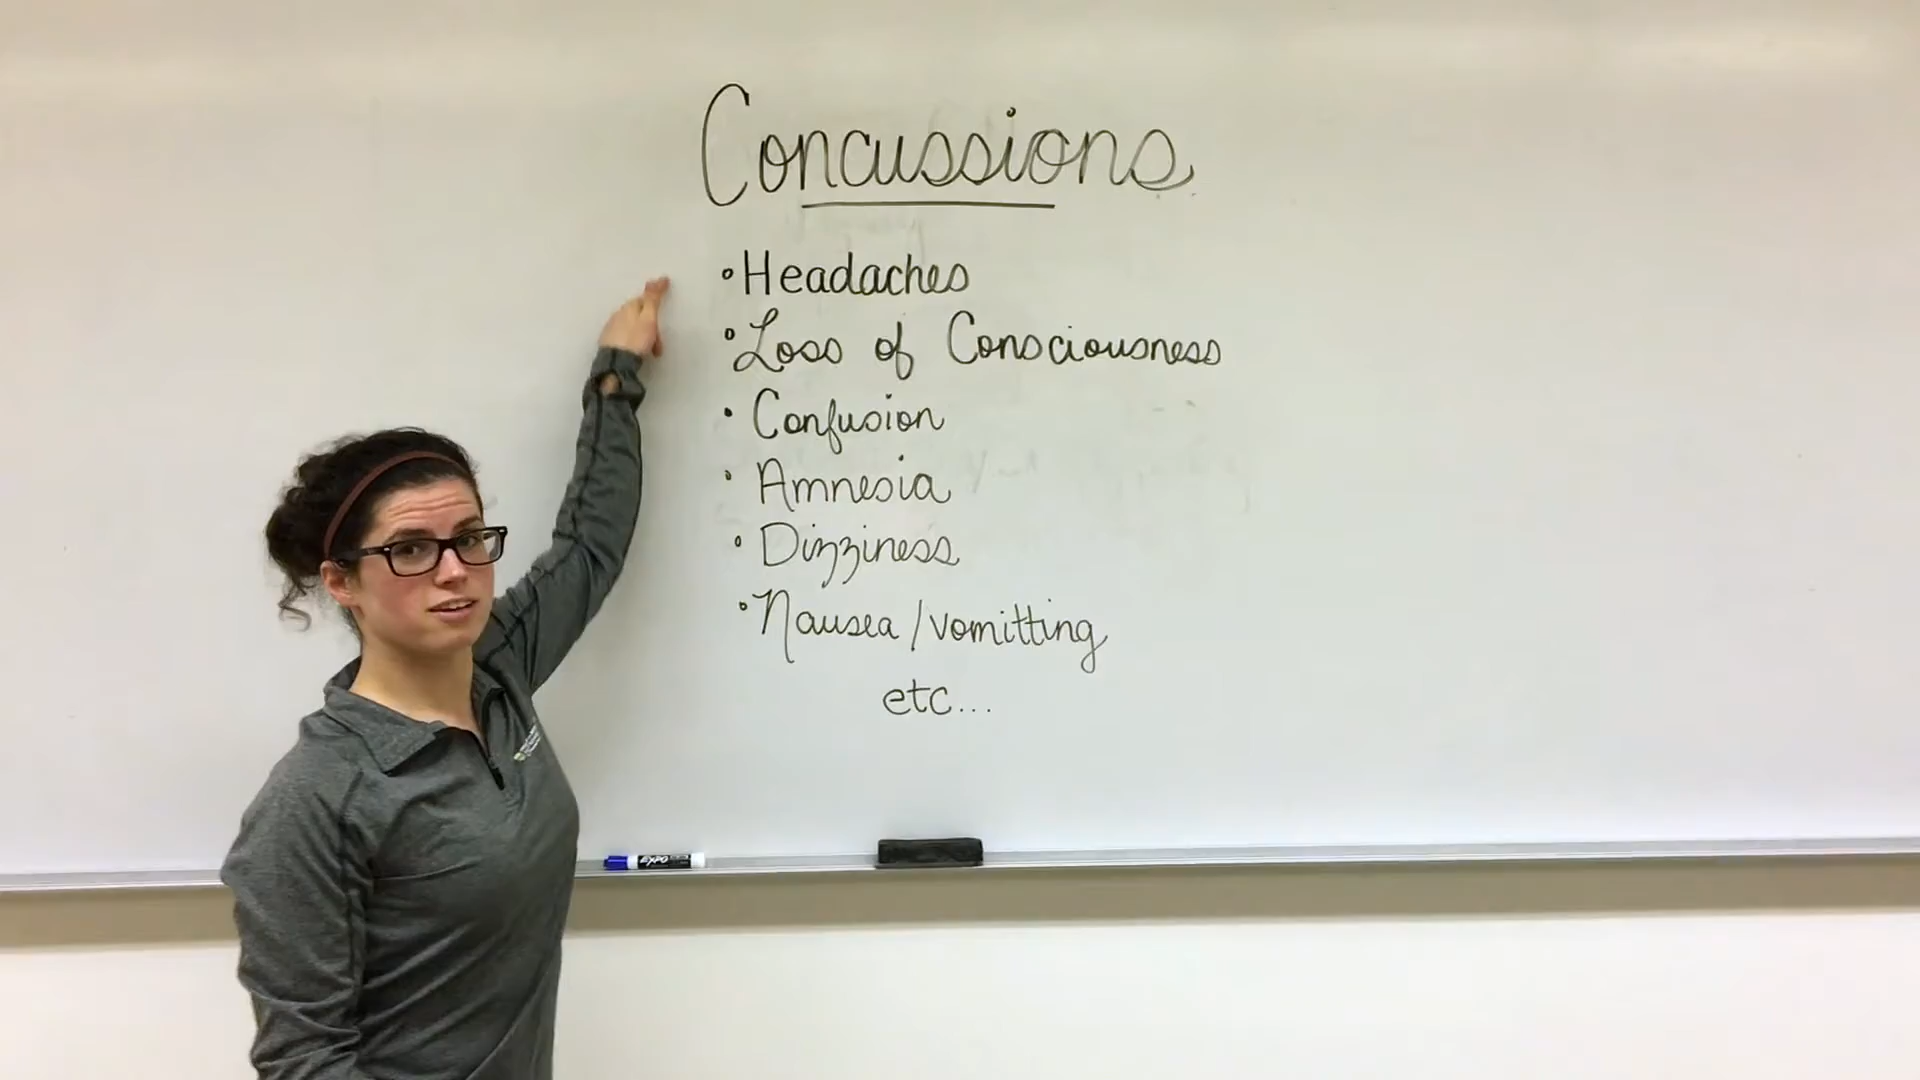 Concussions
• Headaches
• Loss of Consciousness
• Confusion
• Amnesia
• Dizziness
• Nausea / vomitting
etc...
EXPO